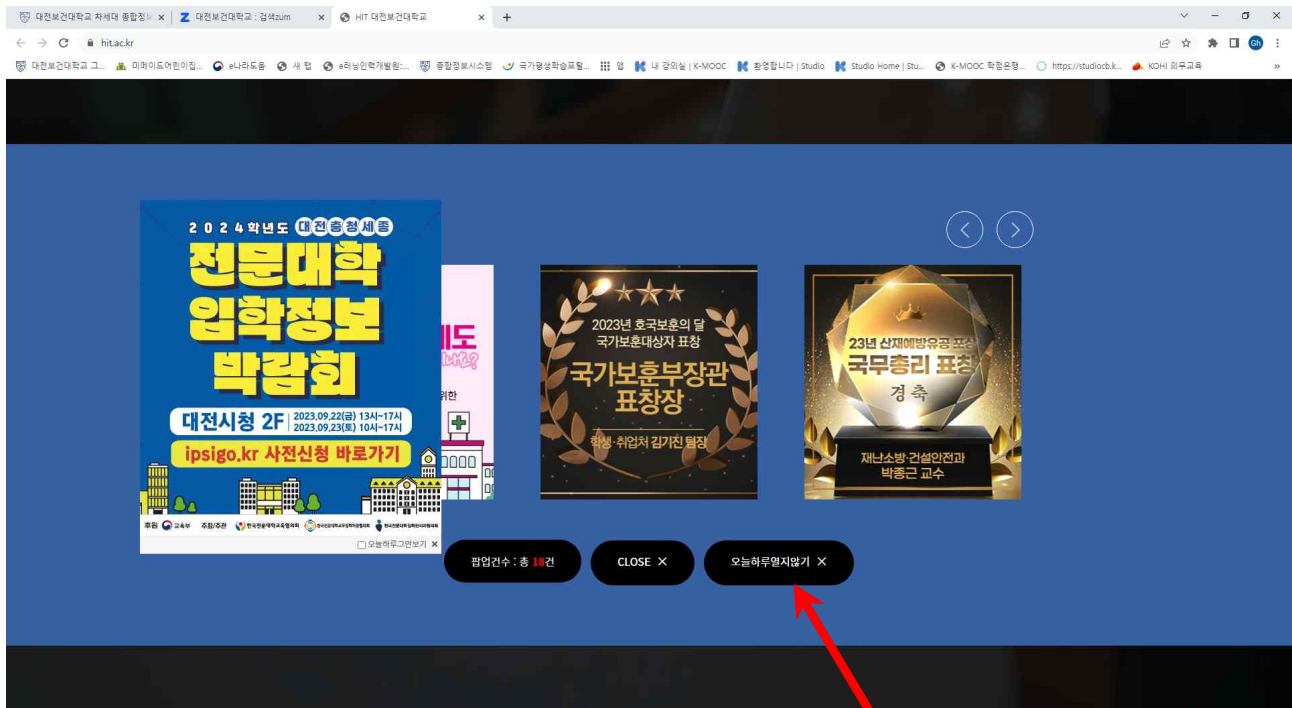 대전보건대학교 차세대 종합정보
대전보건대학교 : 검색zum
HIT 대전보건대학교
hit.ac.kr
Gh
대전보건대학교 그...
미메이드어린이집...
e나라도움
새 탭
e러닝인력개발원:...
종합정보시스템
국가평생학습포털...
앱
내 강의실 | K-MOOC
환영합니다 | Studio
Studio Home | Stu...
K-MOOC 학점은행...
https://studiocb.k...
KOHI 의무교육
2024학년도 대전충청세종
전문대학
입학정보
박람회
대전시청 2F
2023.09.22(금) 13시~17시
2023.09.23(토) 10시~17시
ipsigo.kr 사전신청 바로가기
후원 교육부 주최/주관 한국전문대학교육협의회
오늘하루그만보기 ×
도
위한
2023년 호국보훈의 달
국가보훈대상자 표창
국가보훈부장관
표창장
학생·취업처 김기진 팀장
23년 산재예방유공 포상
국무총리 표창
경축
재난소방·건설안전과
박종근 교수
팝업건수 : 총 18건
CLOSE ×
오늘하루열지않기 ×